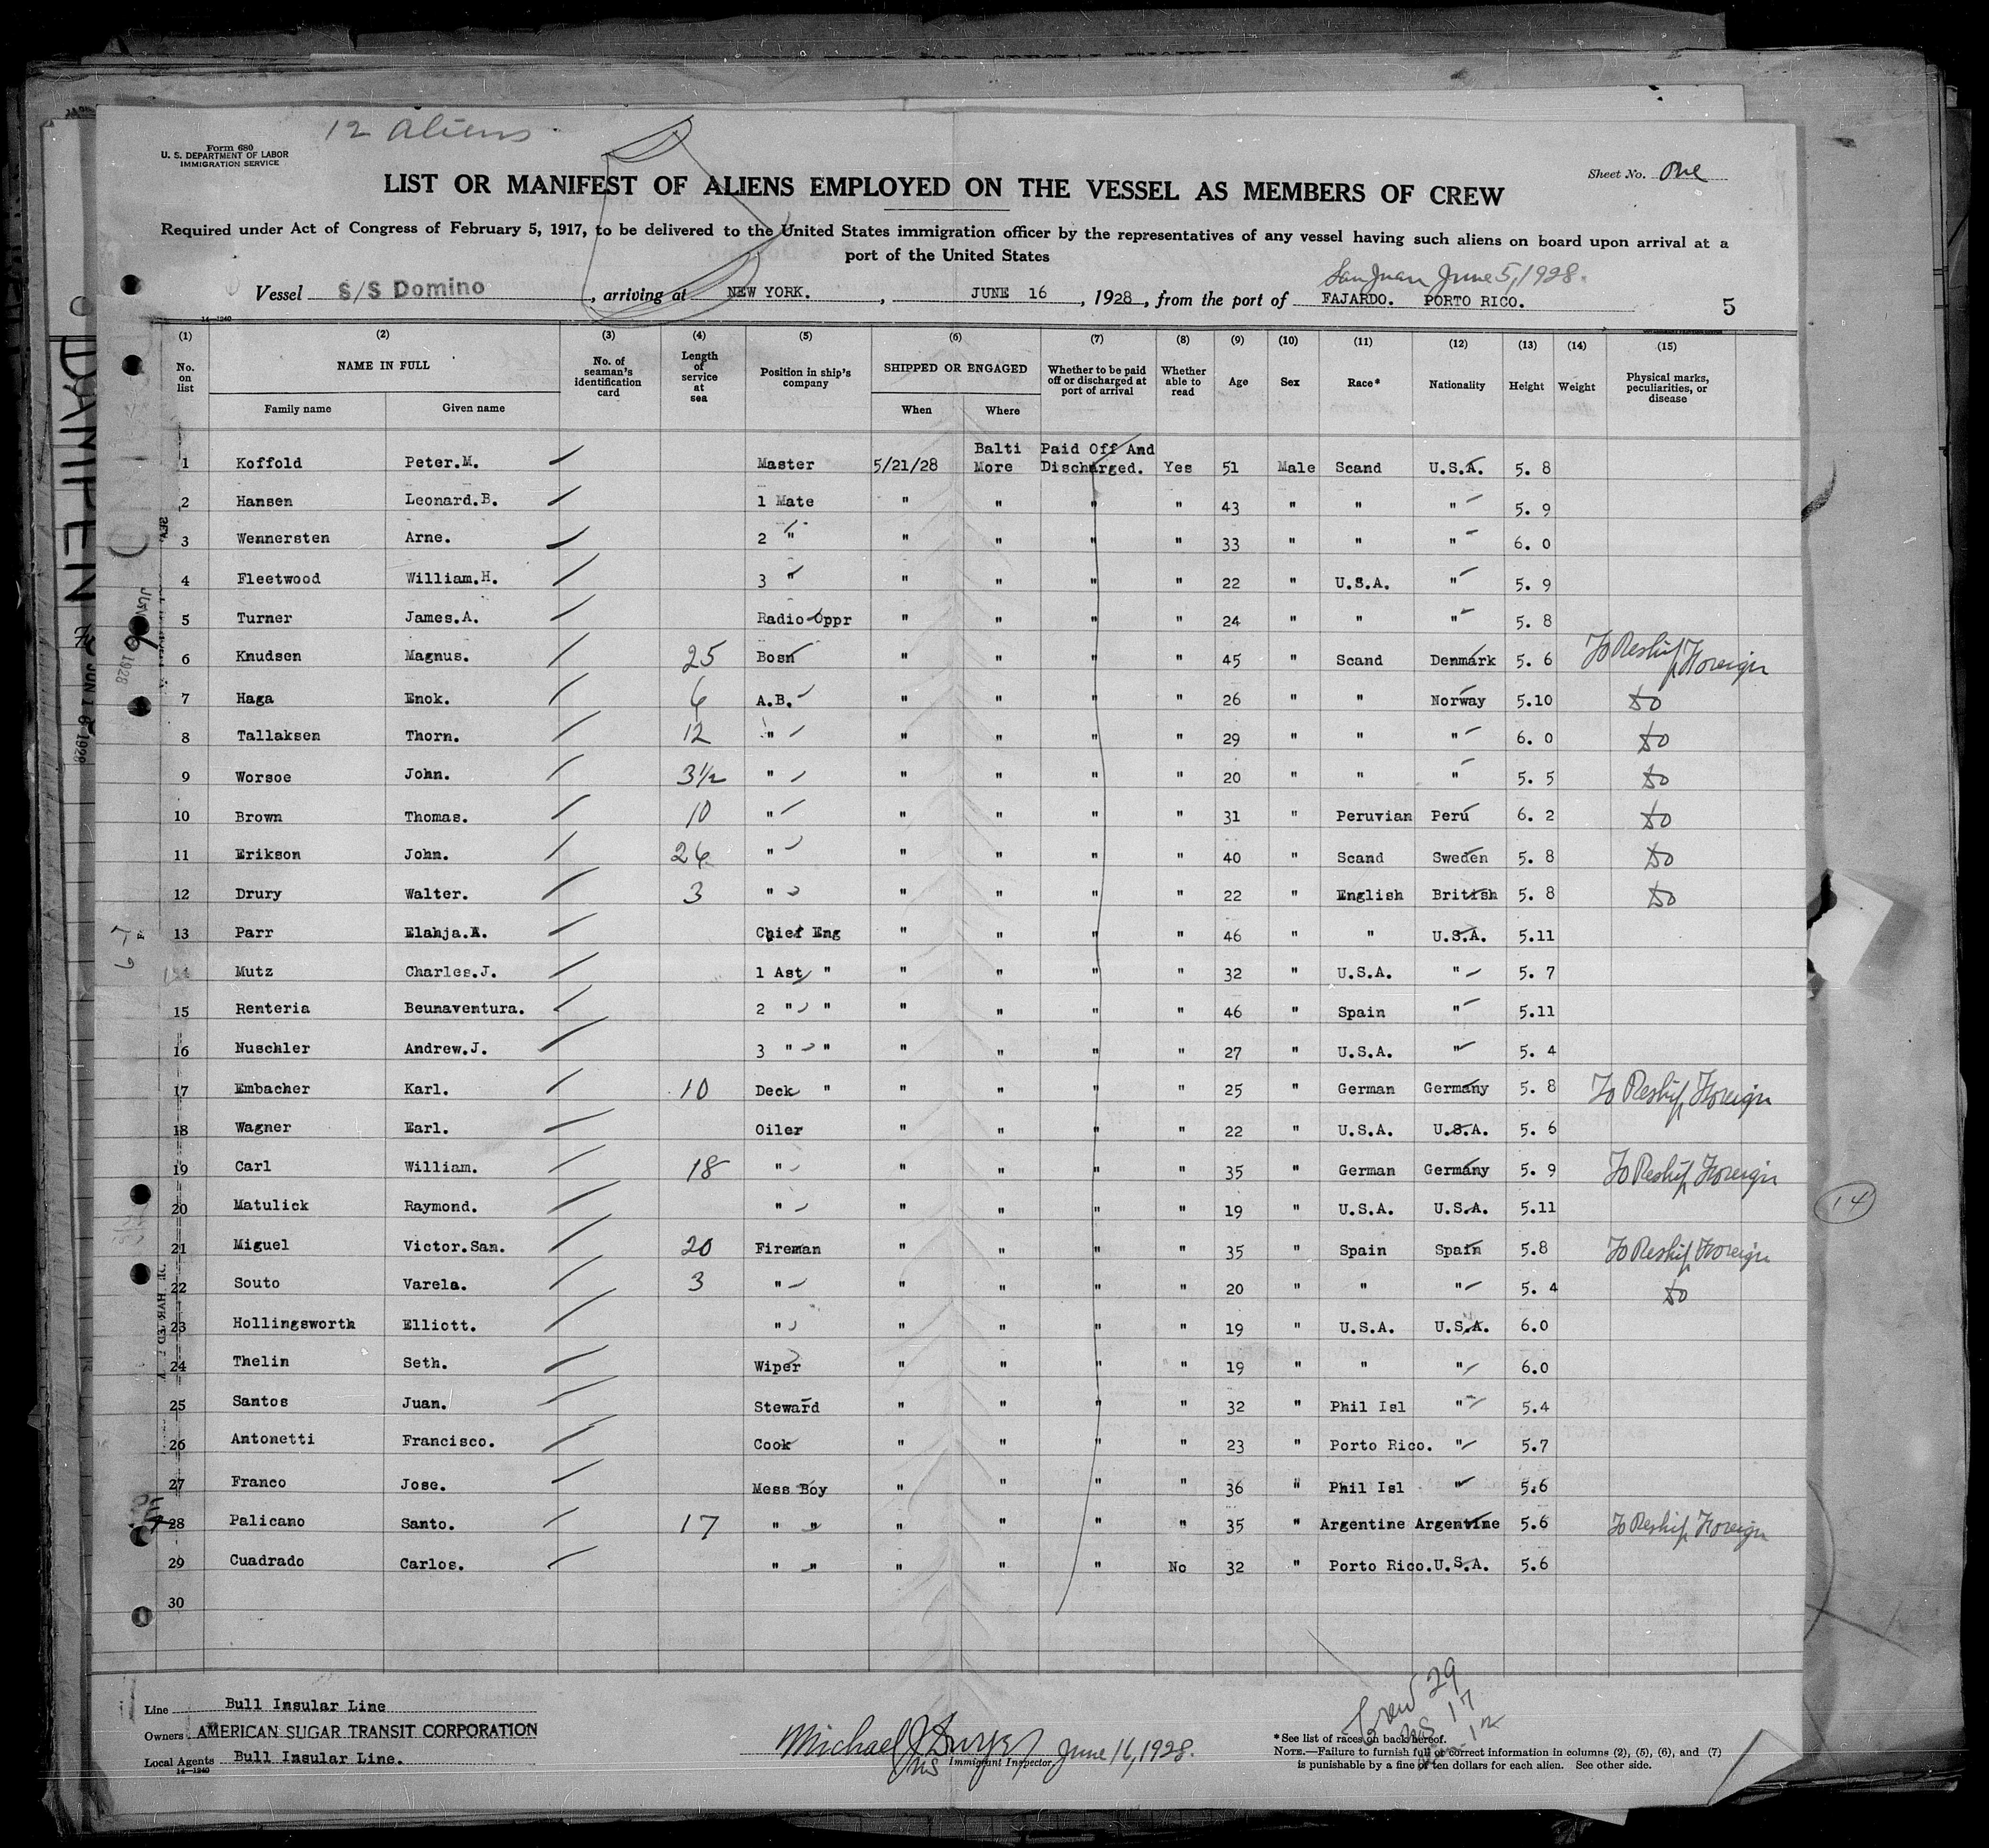 12 Aliens
Form 680
U. S. DEPARTMENT OF LABOR
IMMIGRATION SERVICE
Sheet No. One
LIST OR MANIFEST OF ALIENS EMPLOYED ON THE VESSEL AS MEMBERS OF CREW
Required under Act of Congress of February 5, 1917, to be delivered to the United States immigration officer by the representatives of any vessel having such aliens on board upon arrival at a
port of the United States
San Juan June 5, 1928.
Vessel S/S Domino, arriving at NEW YORK., JUNE 16, 1928, from the port of FAJARDO. PORTO RICO.
5
14—1240
(1) (2) (3) (4) (5) (6) (7) (8) (9) (10) (11) (12) (13) (14) (15)
No. on list NAME IN FULL No. of seaman's identification card Length of service at sea Position in ship's company SHIPPED OR ENGAGED Whether to be paid off or discharged at port of arrival Whether able to read Age Sex Race* Nationality Height Weight Physical marks, peculiarities, or disease
Family name Given name When Where
1 Koffold Peter.M. Master 5/21/28 Balti More Paid Off And Discharged. Yes 51 Male Scand U.S.A. 5. 8
2 Hansen Leonard.B. 1 Mate " " " " 43 " " " 5. 9
3 Wennersten Arne. 2 " " " " " 33 " " " 6. 0
4 Fleetwood William.H. 3 " " " " " 22 " U.S.A. " 5. 9
5 Turner James.A. Radio Oppr " " " " 24 " " " 5. 8
6 Knudsen Magnus. 25 Bosn " " " " 45 " Scand Denmark 5. 6 To Reship Foreign
7 Haga Enok. 6 A.B. " " " " 26 " " Norway 5.10 do
8 Tallaksen Thorn. 12 " " " " " 29 " " " 6. 0 do
9 Worsoe John. 3½ " " " " " 20 " " " 5. 5 do
10 Brown Thomas. 10 " " " " " 31 " Peruvian Peru 6. 2 do
11 Erikson John. 26 " " " " " 40 " Scand Sweden 5. 8 do
12 Drury Walter. 3 " " " " " 22 " English British 5. 8 do
13 Parr Elahja.R. Chief Eng " " " " 46 " " U.S.A. 5.11
14 Mutz Charles.J. 1 Ast " " " " " 32 " U.S.A. " 5. 7
15 Renteria Beunaventura. 2 " " " " " " 46 " Spain " 5.11
16 Nuschler Andrew.J. 3 " " " " " " 27 " U.S.A. " 5. 4
17 Embacher Karl. 10 Deck " " " " " 25 " German Germany 5. 8 To Reship Foreign
18 Wagner Earl. Oiler " " " " 22 " U.S.A. U.S.A. 5. 6
19 Carl William. 18 " " " " " 35 " German Germany 5. 9 To Reship Foreign
20 Matulick Raymond. " " " " " 19 " U.S.A. U.S.A. 5.11
21 Miguel Victor.San. 20 Fireman " " " " 35 " Spain Spain 5.8 To Reship Foreign
22 Souto Varela. 3 " " " " " 20 " " " 5. 4 do
23 Hollingsworth Elliott. " " " " " 19 " U.S.A. U.S.A. 6.0
24 Thelin Seth. Wiper " " " " 19 " " " 6.0
25 Santos Juan. Steward " " " " 32 " Phil Isl " 5.4
26 Antonetti Francisco. Cook " " " " 23 " Porto Rico. " 5.7
27 Franco Jose. Mess Boy " " " " 36 " Phil Isl " 5.6
28 Palicano Santo. 17 " " " " " " 35 " Argentine Argentine 5.6 To Reship Foreign
29 Cuadrado Carlos. " " " " " No 32 " Porto Rico. U.S.A. 5.6
30
Crew 29
US 17
12
Line Bull Insular Line
Owners AMERICAN SUGAR TRANSIT CORPORATION
Local Agents Bull Insular Line.
14—1240
Michael J. Dwyer June 16, 1928.
Immigrant Inspector.
*See list of races on back hereof.
NOTE.—Failure to furnish full or correct information in columns (2), (5), (6), and (7)
is punishable by a fine of ten dollars for each alien. See other side.
14
DAMPEN
JUN 16 1928